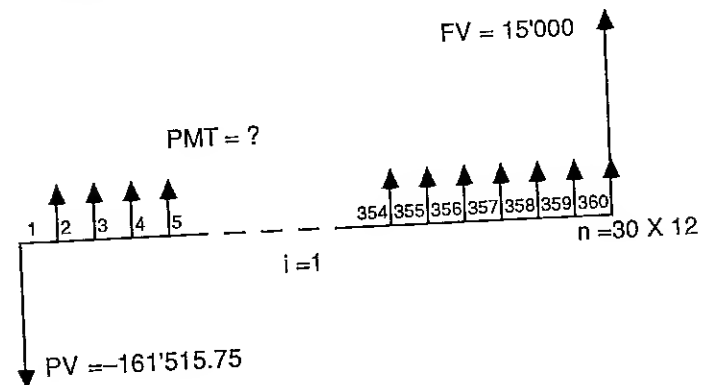 FV = 15'000
PMT = ?
1 2 3 4 5 354 355 356 357 358 359 360
i =1
n =30 X 12
PV =–161'515.75